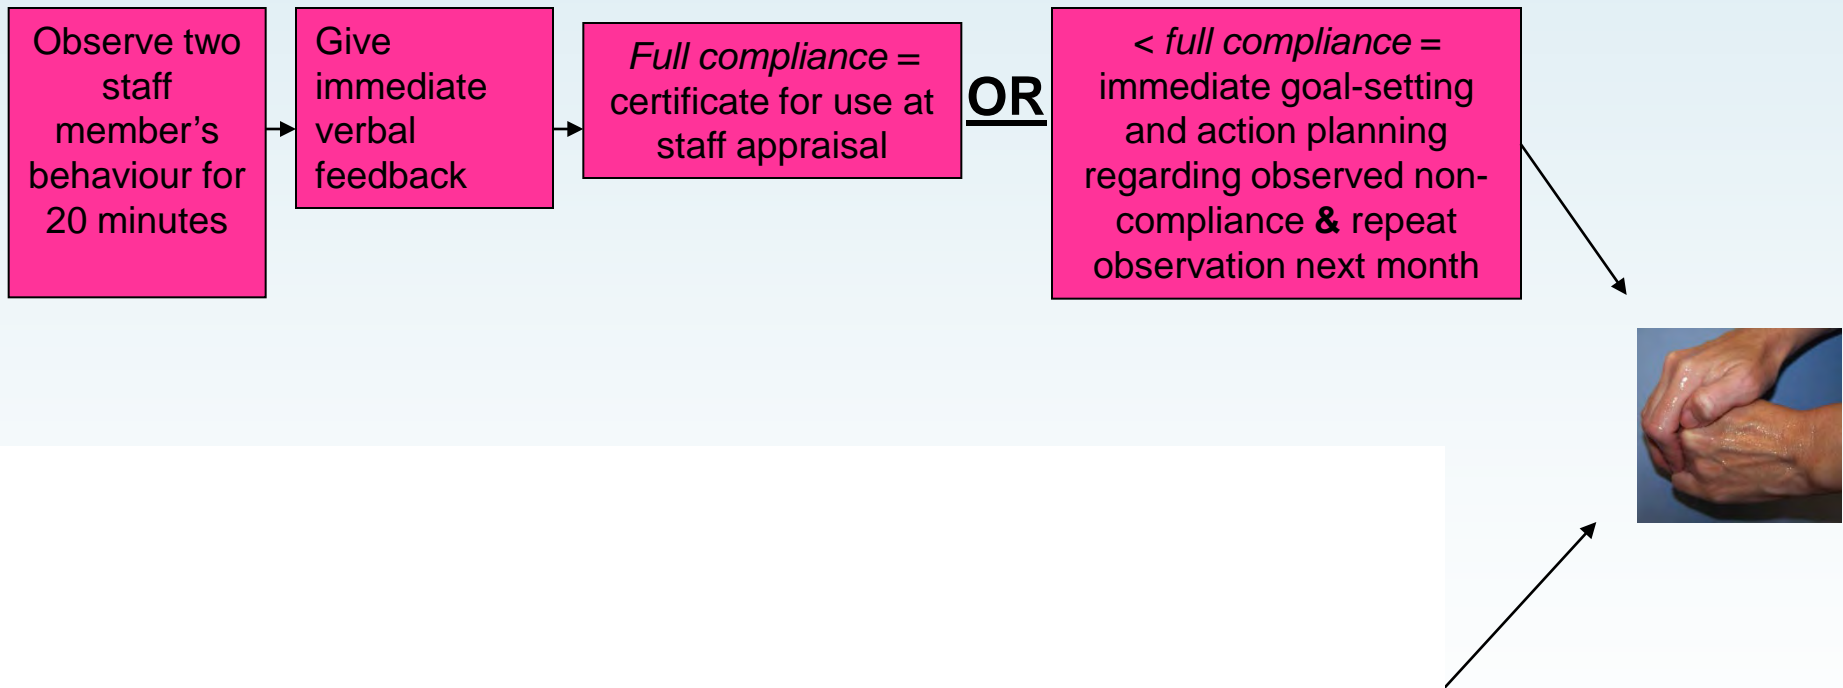 Observe two
staff
member's
behaviour for
20 minutes
Give
immediate
verbal
feedback
Full compliance =
certificate for use at
staff appraisal
OR
< full compliance =
immediate goal-setting
and action planning
regarding observed non-
compliance & repeat
observation next month